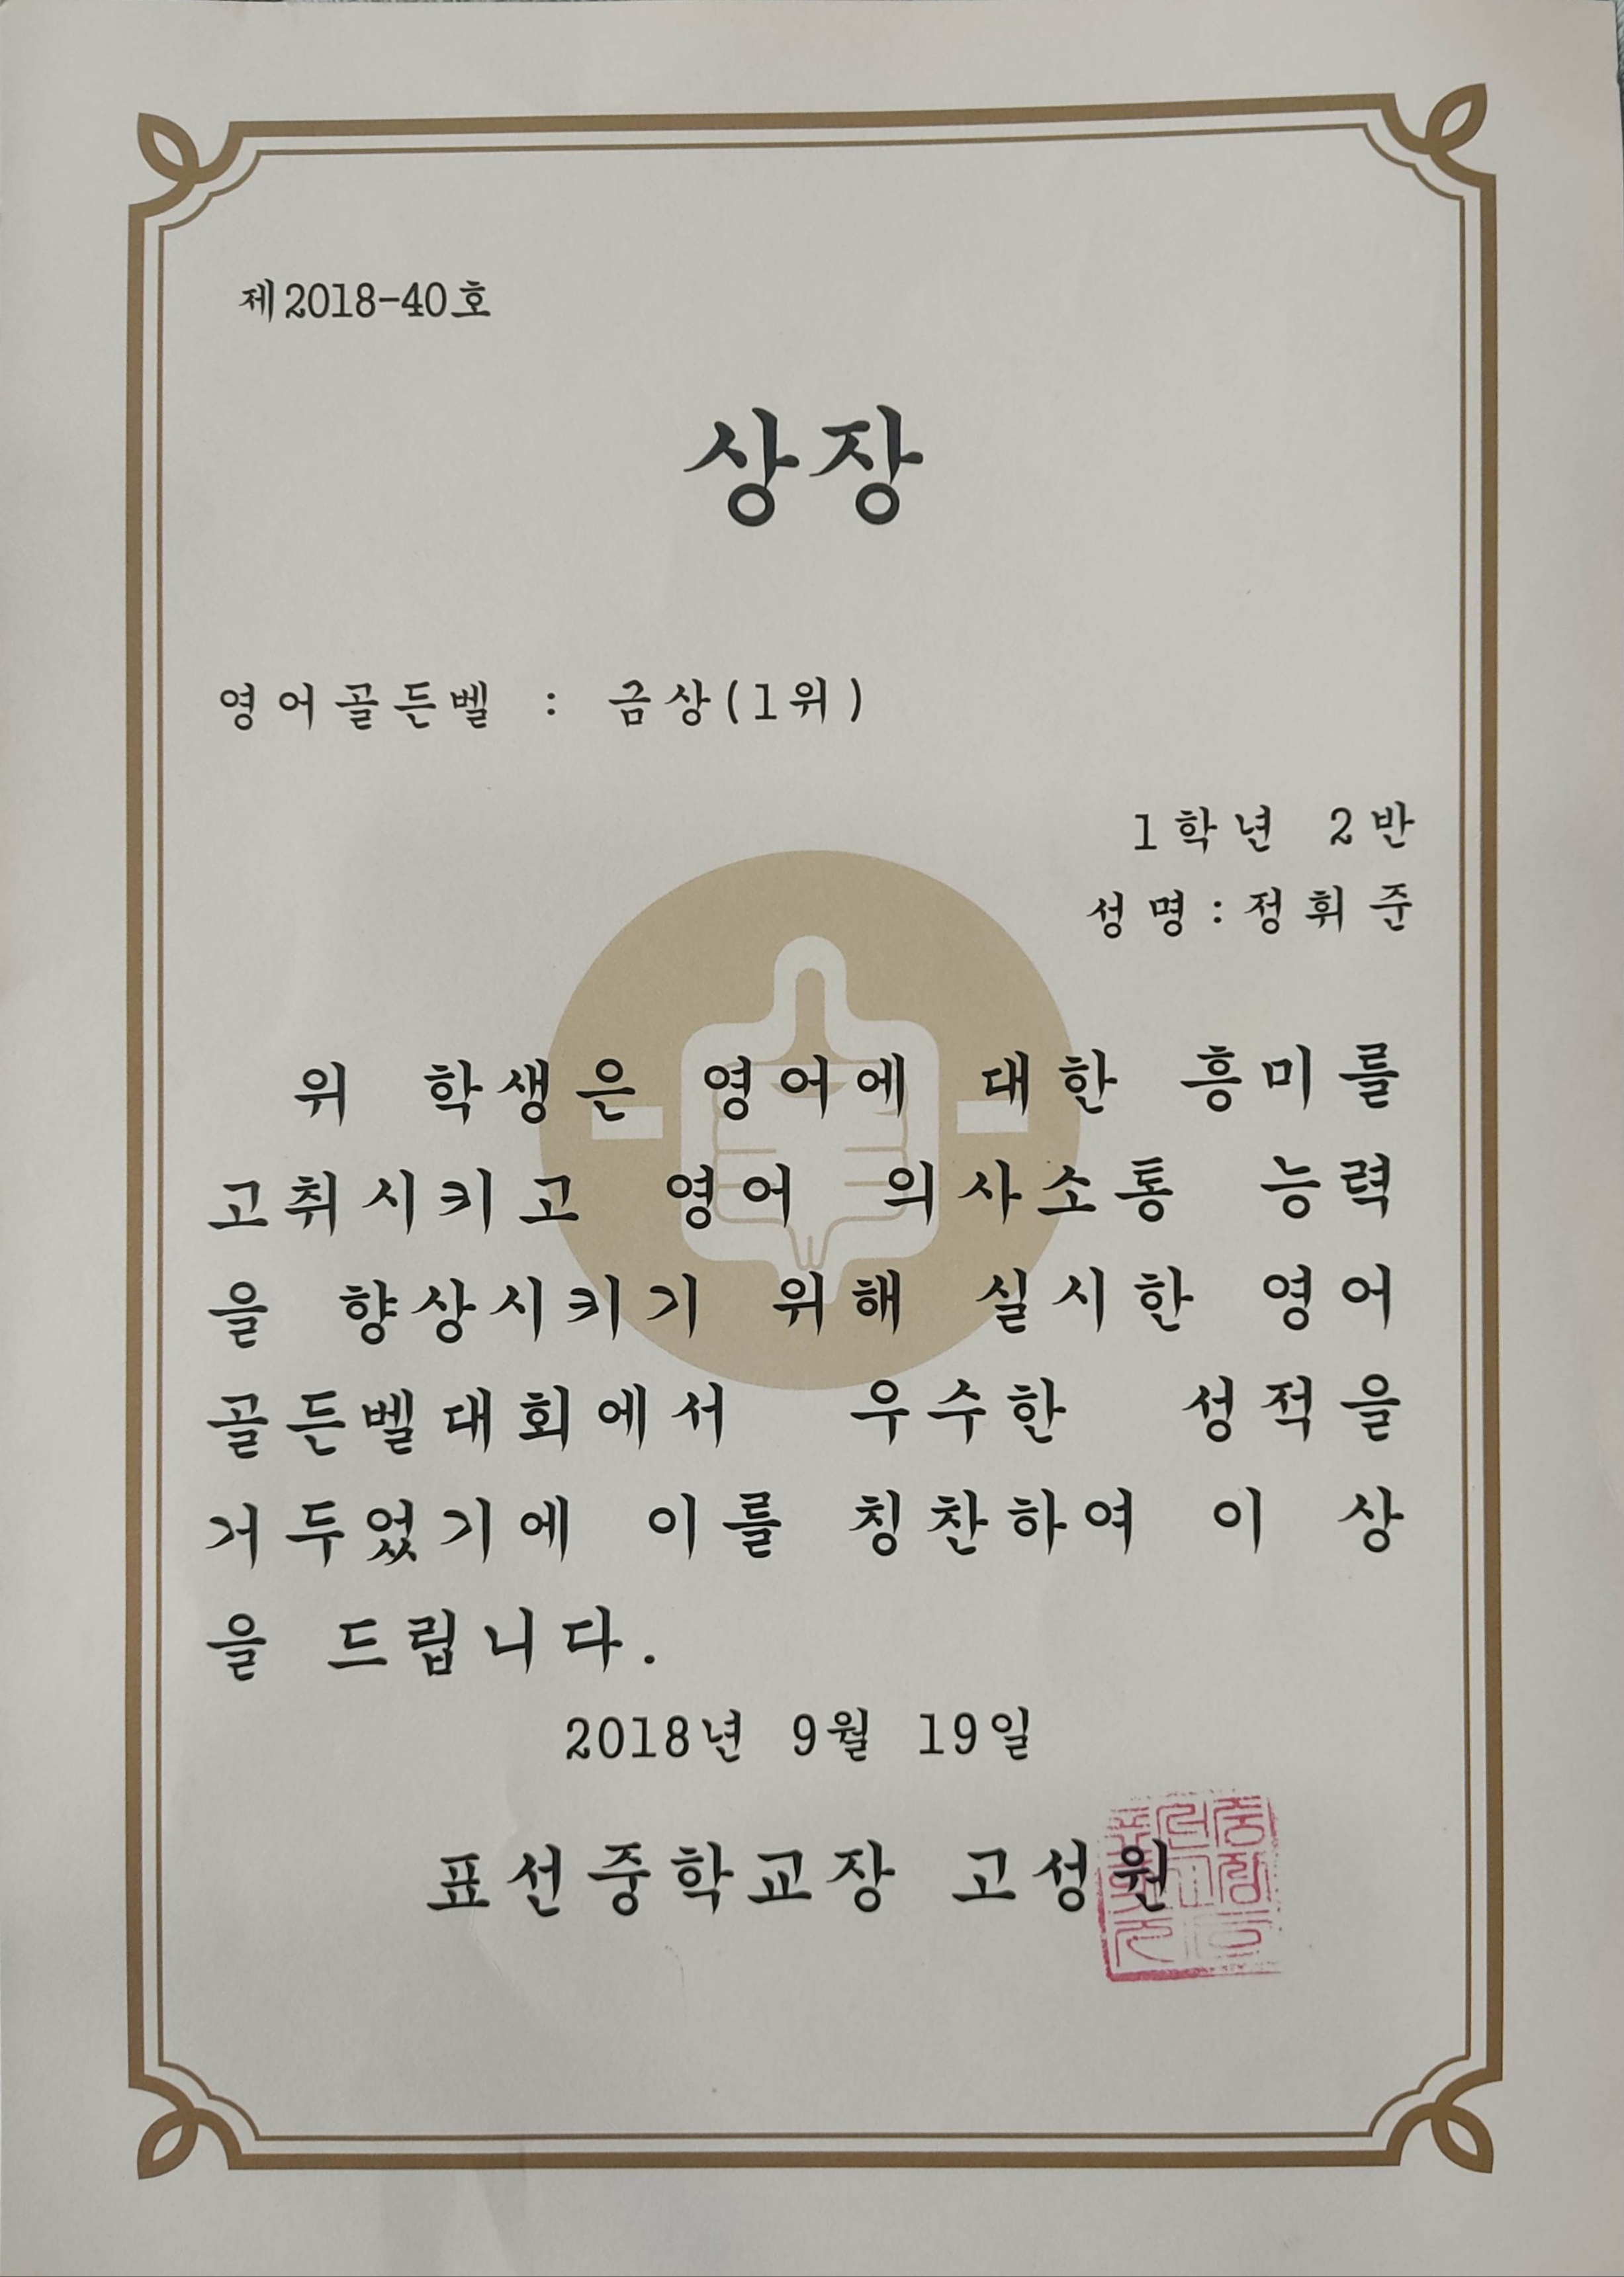 제2018-40호
상장
영어골든벨 : 금상(1위)
1학년 2반
성명:정휘준
위 학생은 영어에 대한 흥미를
고취시키고 영어 의사소통 능력
을 향상시키기 위해 실시한 영어
골든벨대회에서 우수한 성적을
거두었기에 이를 칭찬하여 이 상
을 드립니다.
2018년 9월 19일
표선중학교장 고성원